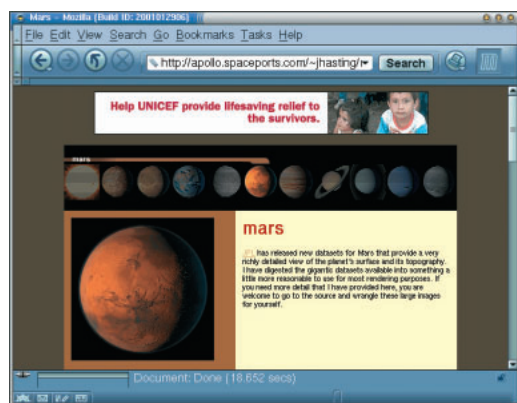 Mars - Mozilla {Build ID: 2001012906}
File Edit View Search Go Bookmarks Tasks Help
http://apollo.spaceports.com/~jhasting/ Search
Help UNICEF provide lifesaving relief to
the survivors.
mars
mars
has released new datasets for Mars that provide a very
richly detailed view of the planet's surface and its topography.
I have digested the gigantic datasets available into something a
little more reasonable to use for most rendering purposes. If
you need more detail that I have provided here, you are
welcome to go to the source and wrangle these large images
for yourself.
Document: Done (18.652 secs)